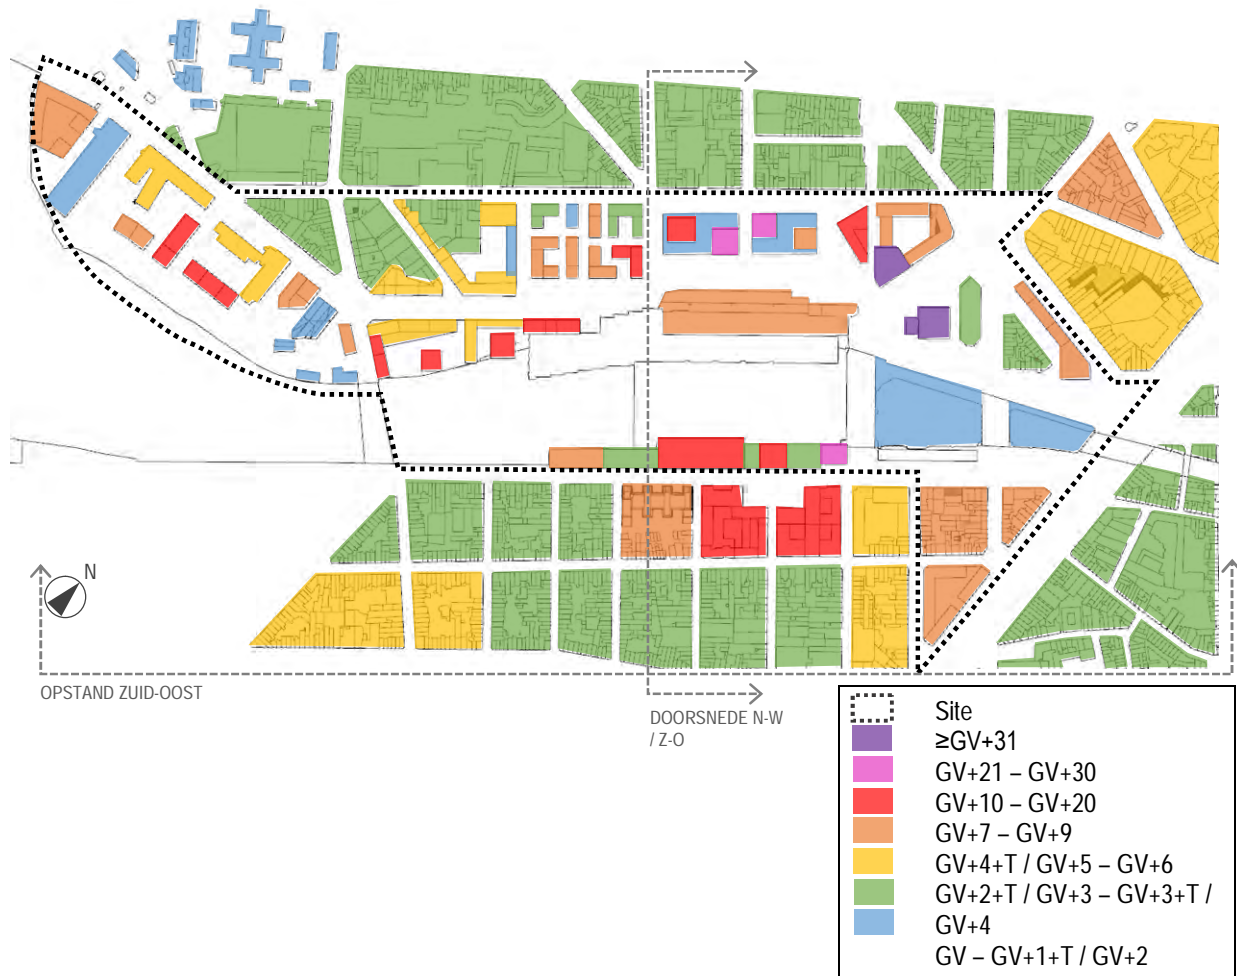 N
OPSTAND ZUID-OOST
DOORSNEDE N-W
/ Z-O
Site
≥GV+31
GV+21 – GV+30
GV+10 – GV+20
GV+7 – GV+9
GV+4+T / GV+5 – GV+6
GV+2+T / GV+3 – GV+3+T /
GV+4
GV – GV+1+T / GV+2